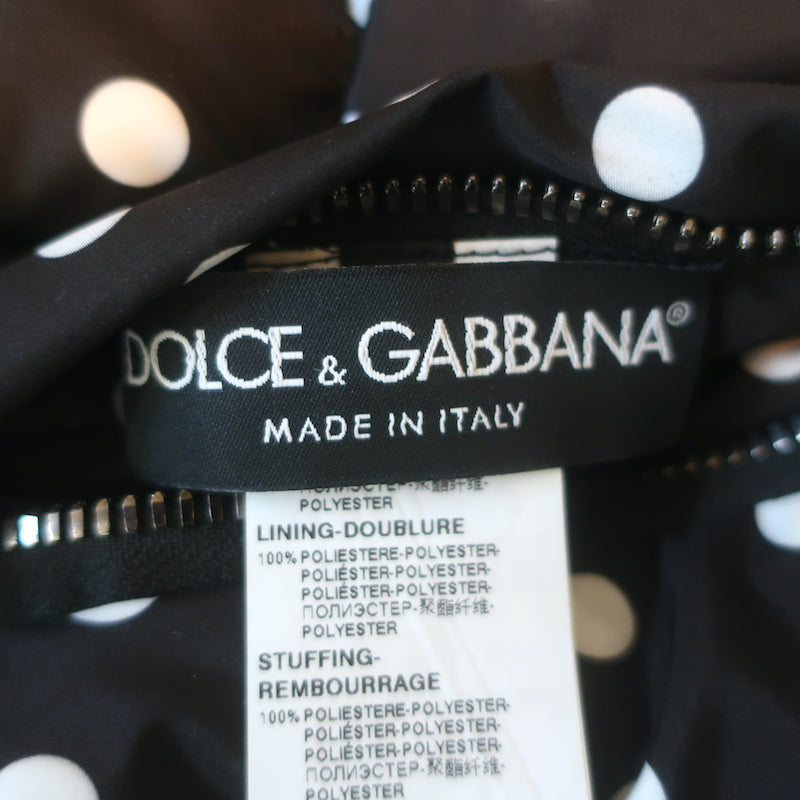 DOLCE & GABBANA®
MADE IN ITALY
ПОЛИЭСТЕР-聚酯纤维-
POLYESTER
LINING-DOUBLURE
100% POLIESTERE-POLYESTER-
POLIÉSTER-POLYESTER-
POLYESTER-POLIÉSTER-
ПОЛИЭСТЕР-聚酯纤维-
POLYESTER
STUFFING-
REMBOURRAGE
100% POLIESTERE-POLYESTER-
POLIÉSTER-POLYESTER-
POLIÉSTER-POLYESTER-
ПОЛИЭСТЕР-聚酯纤维-
POLYESTER